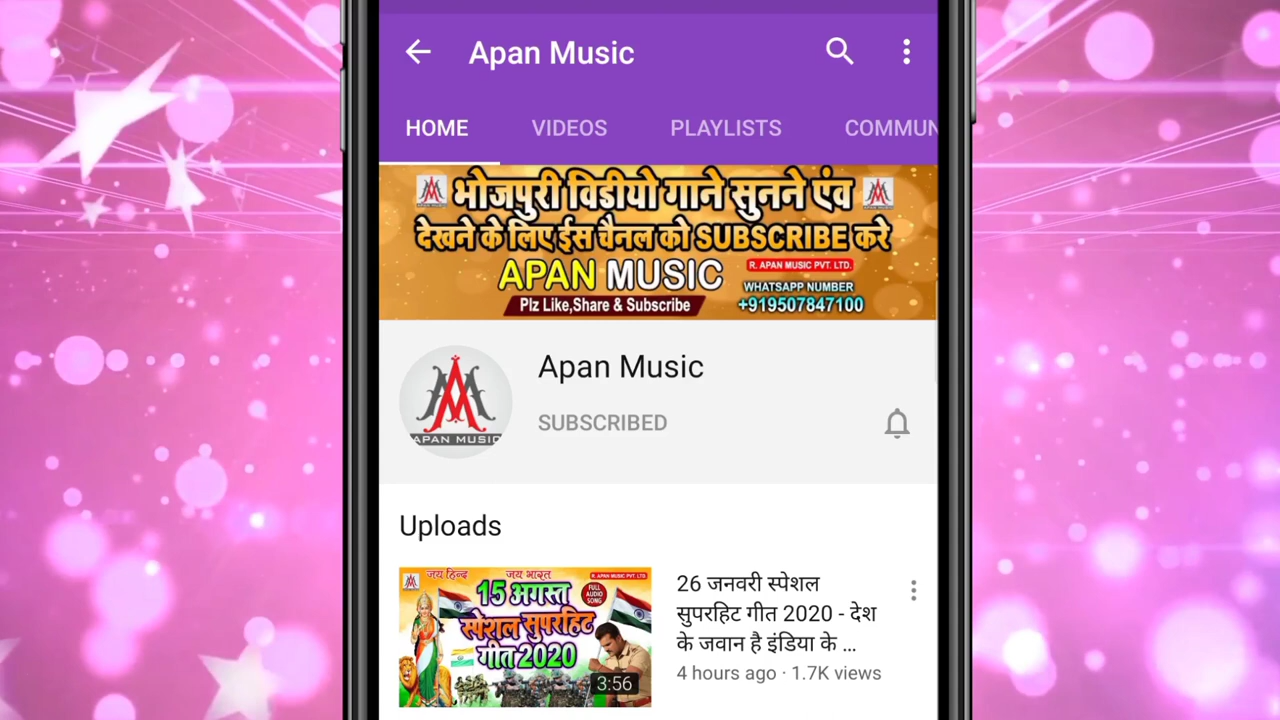 Apan Music
HOME VIDEOS PLAYLISTS COMMUN
भोजपुरी विडीयो गाने सुनने एंव
देखने के लिए ईस चैनल को SUBSCRIBE करे
APAN MUSIC
R. APAN MUSIC PVT. LTD.
Plz Like,Share & Subscribe
WHATSAPP NUMBER
+919507847100
APAN MUSIC
Apan Music
SUBSCRIBED
Uploads
जय हिन्द जय भारत
R. APAN MUSIC PVT. LTD
15 अगस्त
FULL
AUDIO
SONG
स्पेशल सुपरहिट
गीत 2020
3:56
26 जनवरी स्पेशल
सुपरहिट गीत 2020 - देश
के जवान है इंडिया के ...
4 hours ago · 1.7K views